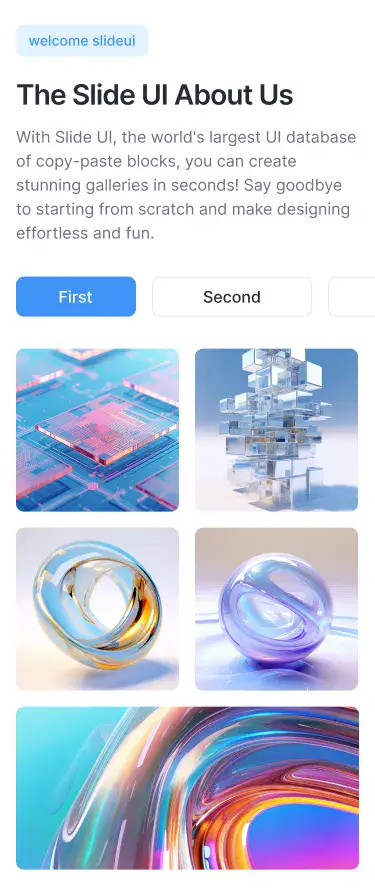 welcome slideui
The Slide UI About Us
With Slide UI, the world's largest UI database
of copy-paste blocks, you can create
stunning galleries in seconds! Say goodbye
to starting from scratch and make designing
effortless and fun.
First
Second